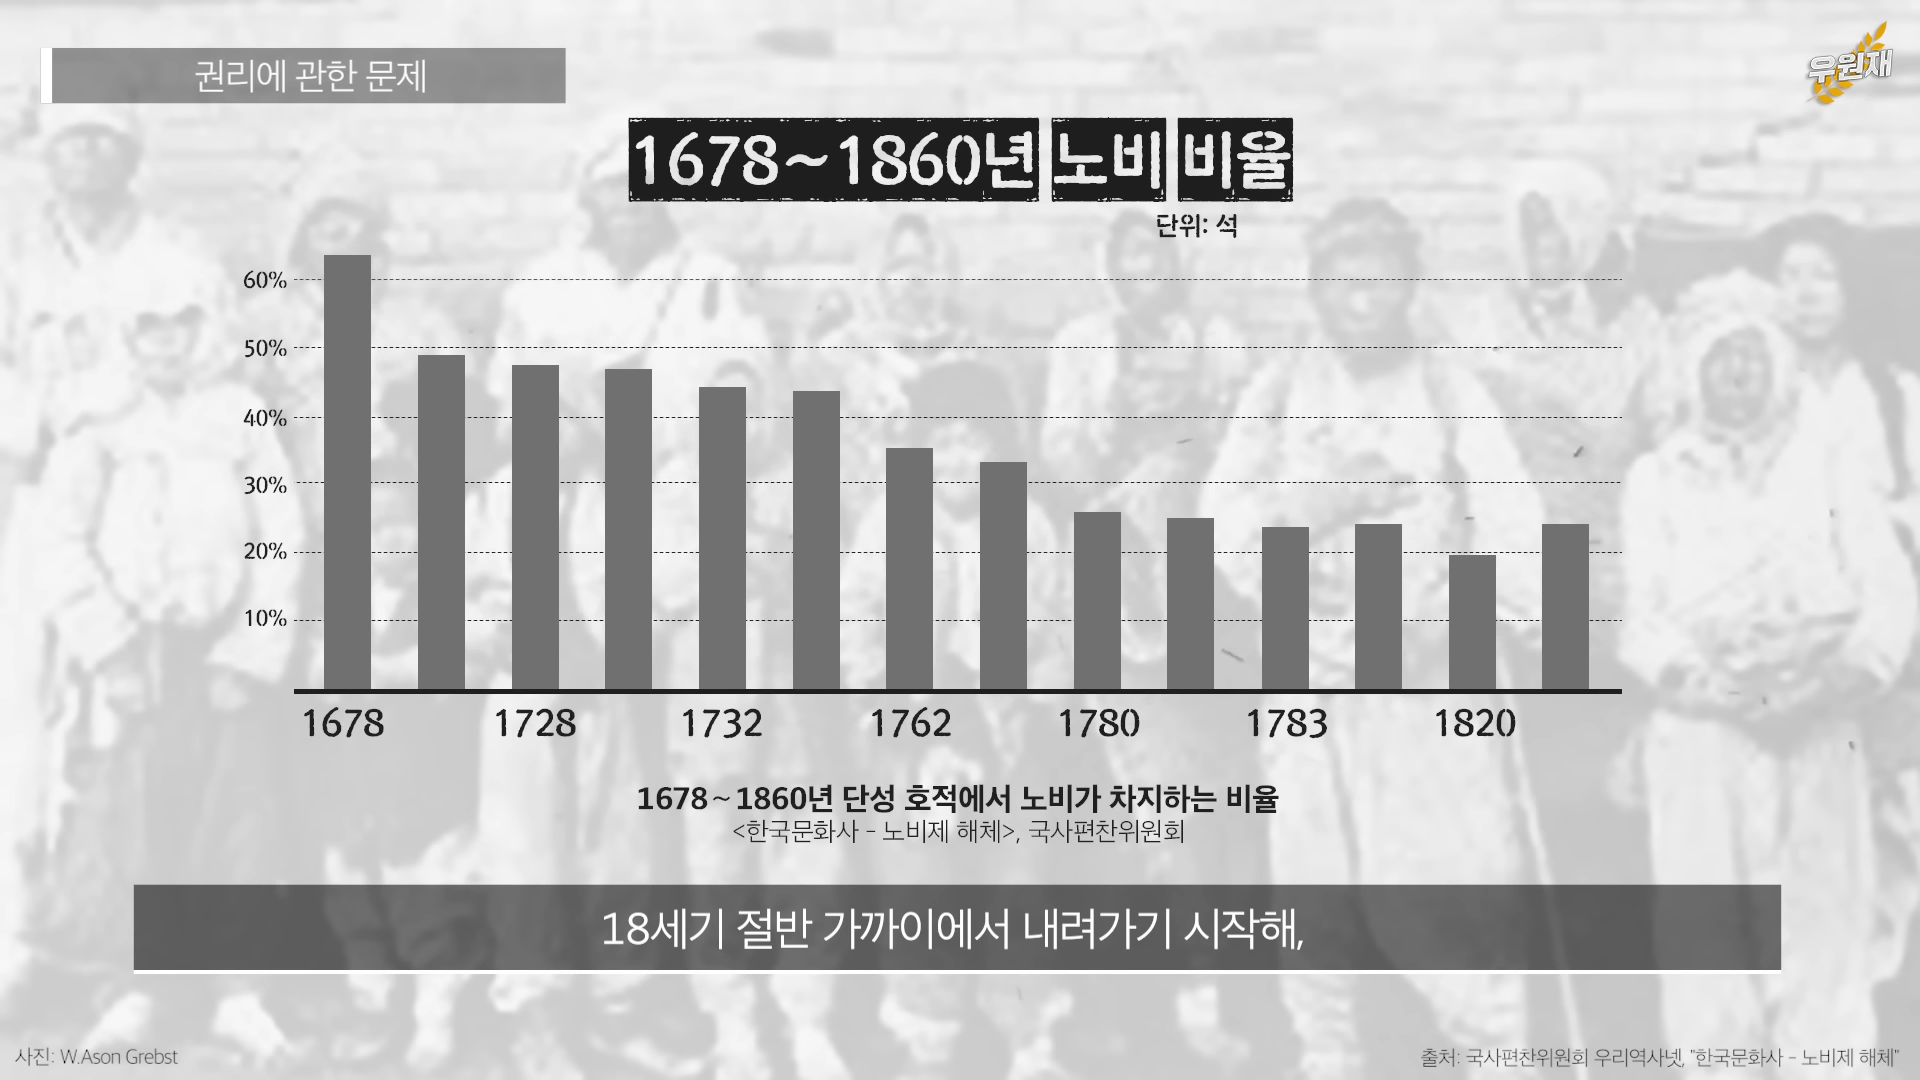 권리에 관한 문제
우원재
1678~1860년 노비 비율
단위: 석
60%
50%
40%
30%
20%
10%
1678 1728 1732 1762 1780 1783 1820
1678~1860년 단성 호적에서 노비가 차지하는 비율
<한국문화사 - 노비제 해체>, 국사편찬위원회
18세기 절반 가까이에서 내려가기 시작해,
사진: W.Ason Grebst
출처: 국사편찬위원회 우리역사넷, "한국문화사 - 노비제 해체"